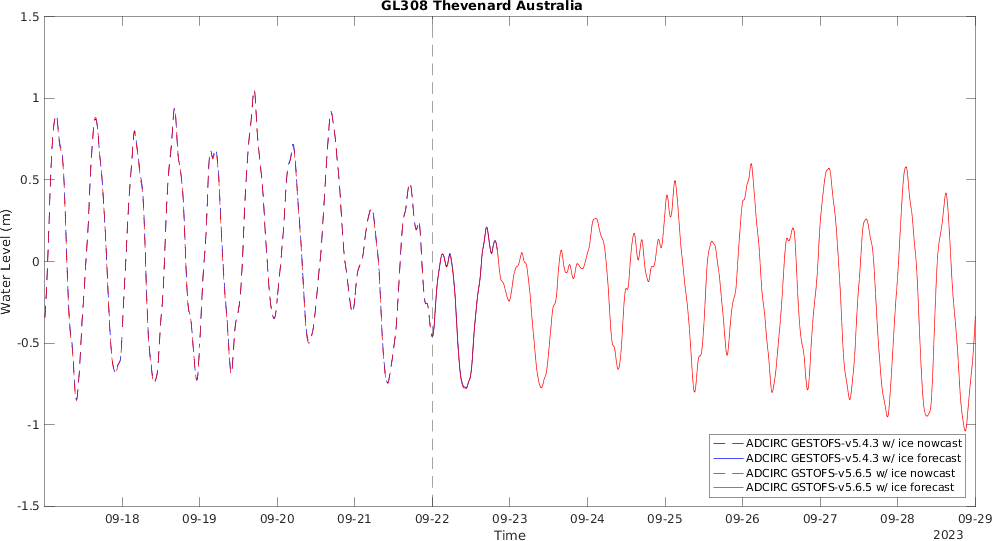 GL308 Thevenard Australia
1.5
1
0.5
0
-0.5
-1
-1.5
Water Level (m)
09-18 09-19 09-20 09-21 09-22 09-23 09-24 09-25 09-26 09-27 09-28 09-29
Time
2023
ADCIRC GESTOFS-v5.4.3 w/ ice nowcast
ADCIRC GESTOFS-v5.4.3 w/ ice forecast
ADCIRC GSTOFS-v5.6.5 w/ ice nowcast
ADCIRC GSTOFS-v5.6.5 w/ ice forecast